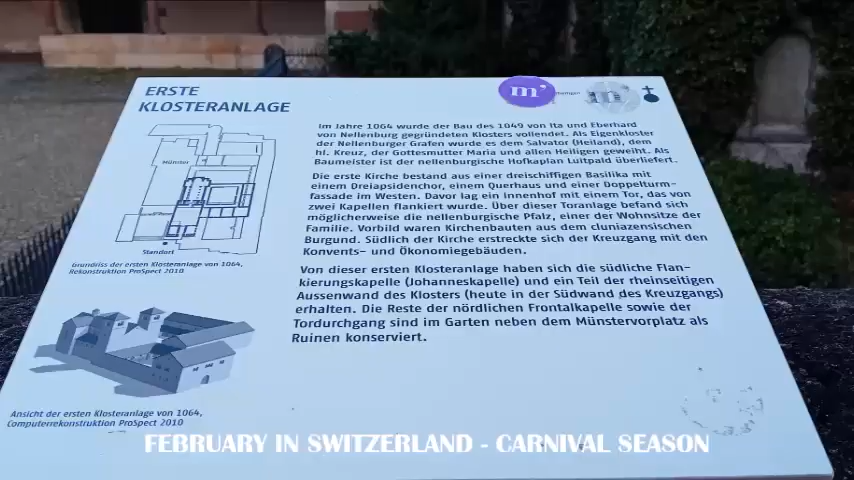 ERSTE
KLOSTERANLAGE
m'
m'
Münster
Standort
Grundriss der ersten Klosteranlage von 1064,
Rekonstruktion ProSpect 2010
Ansicht der ersten Klosteranlage von 1064,
Computerrekonstruktion ProSpect 2010
Im Jahre 1064 wurde der Bau des 1049 von Ita und Eberhard
von Nellenburg gegründeten Klosters vollendet. Als Eigenkloster
der Nellenburger Grafen wurde es dem Salvator (Heiland), dem
hl. Kreuz, der Gottesmutter Maria und allen Heiligen geweiht. Als
Baumeister ist der nellenburgische Hofkaplan Luitpald überliefert.
Die erste Kirche bestand aus einer dreischiffigen Basilika mit
einem Dreiapsidenchor, einem Querhaus und einer Doppelturm-
fassade im Westen. Davor lag ein Innenhof mit einem Tor, das von
zwei Kapellen flankiert wurde. Über dieser Toranlage befand sich
möglicherweise die nellenburgische Pfalz, einer der Wohnsitze der
Familie. Vorbild waren Kirchenbauten aus dem cluniazensischen
Burgund. Südlich der Kirche erstreckte sich der Kreuzgang mit den
Konvents- und Ökonomiegebäuden.
Von dieser ersten Klosteranlage haben sich die südliche Flan-
kierungskapelle (Johanneskapelle) und ein Teil der rheinseitigen
Aussenwand des Klosters (heute in der Südwand des Kreuzgangs)
erhalten. Die Reste der nördlichen Frontalkapelle sowie der
Tordurchgang sind im Garten neben dem Münstervorplatz als
Ruinen konserviert.
FEBRUARY IN SWITZERLAND - CARNIVAL SEASON